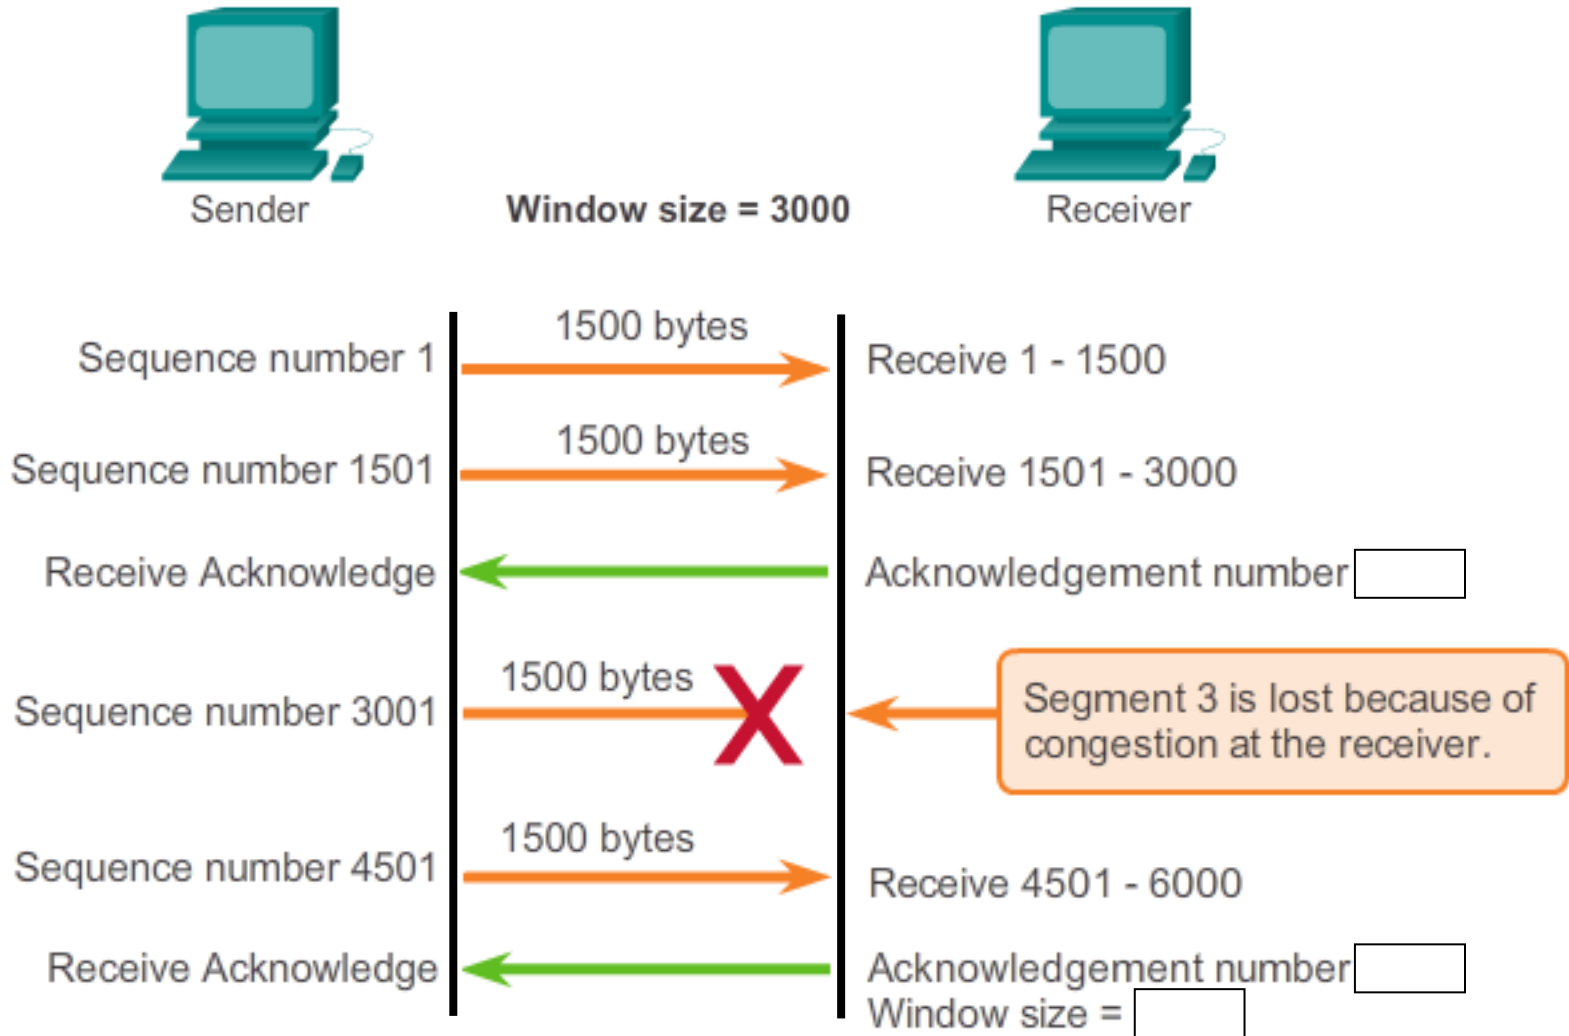 Sender
Window size = 3000
Receiver
1500 bytes
Sequence number 1
Receive 1 - 1500
1500 bytes
Sequence number 1501
Receive 1501 - 3000
Receive Acknowledge
Acknowledgement number
1500 bytes
Sequence number 3001
X
Segment 3 is lost because of
congestion at the receiver.
1500 bytes
Sequence number 4501
Receive 4501 - 6000
Receive Acknowledge
Acknowledgement number
Window size =